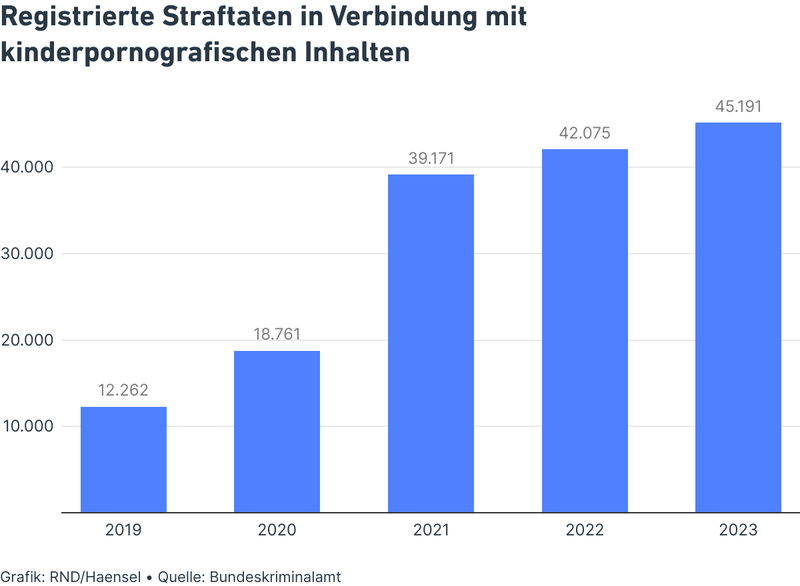 Registrierte Straftaten in Verbindung mit
kinderpornografischen Inhalten
45.191
42.075
39.171
40.000
30.000
18.761
20.000
12.262
10.000
2019 2020 2021 2022 2023
Grafik: RND/Haensel • Quelle: Bundeskriminalamt